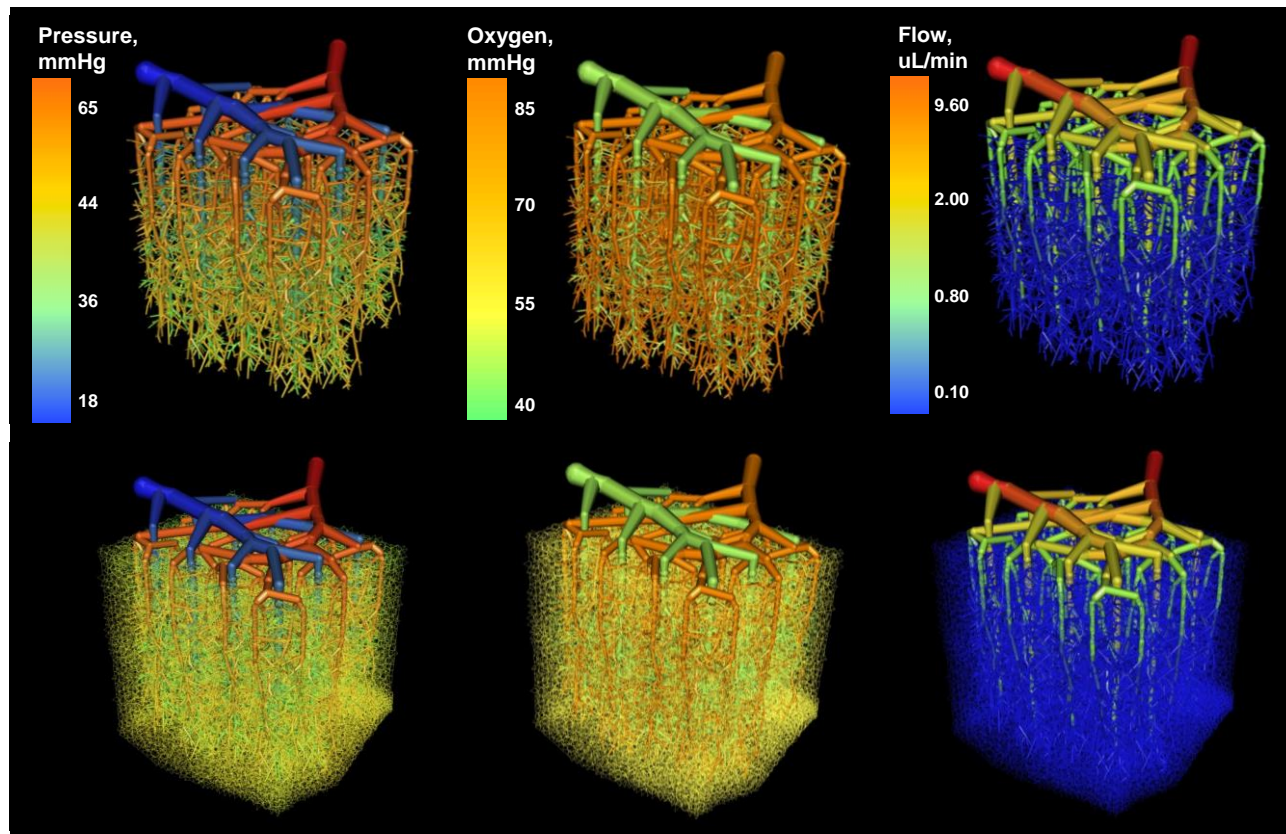 Pressure,
mmHg
65
44
36
18
Oxygen,
mmHg
85
70
55
40
Flow,
uL/min
9.60
2.00
0.80
0.10